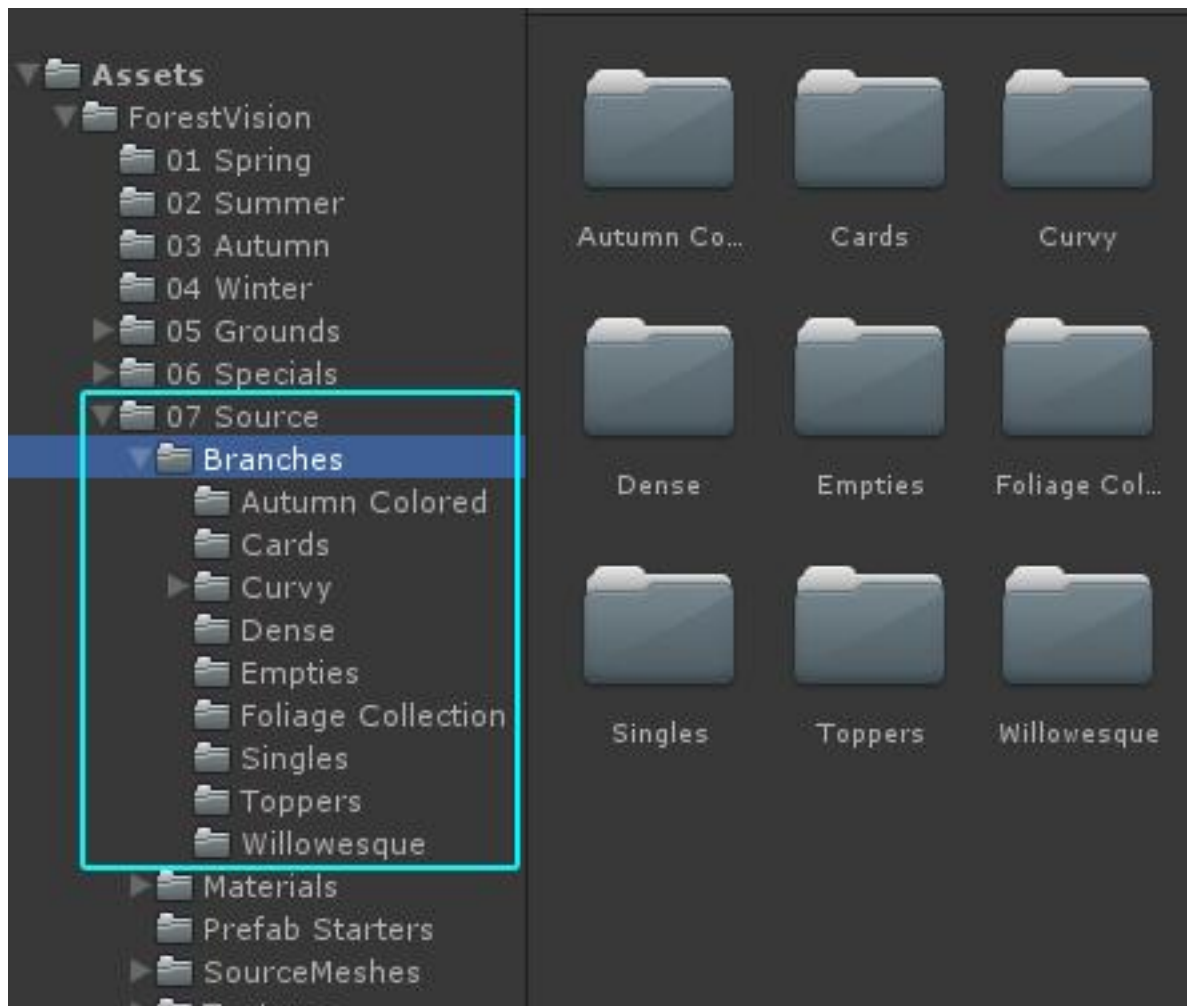 Assets
ForestVision
01 Spring
02 Summer
03 Autumn
04 Winter
05 Grounds
06 Specials
07 Source
Branches
Autumn Colored
Cards
Curvy
Dense
Empties
Foliage Collection
Singles
Toppers
Willowesque
Materials
Prefab Starters
SourceMeshes
Autumn Co...
Cards
Curvy
Dense
Empties
Foliage Col...
Singles
Toppers
Willowesque